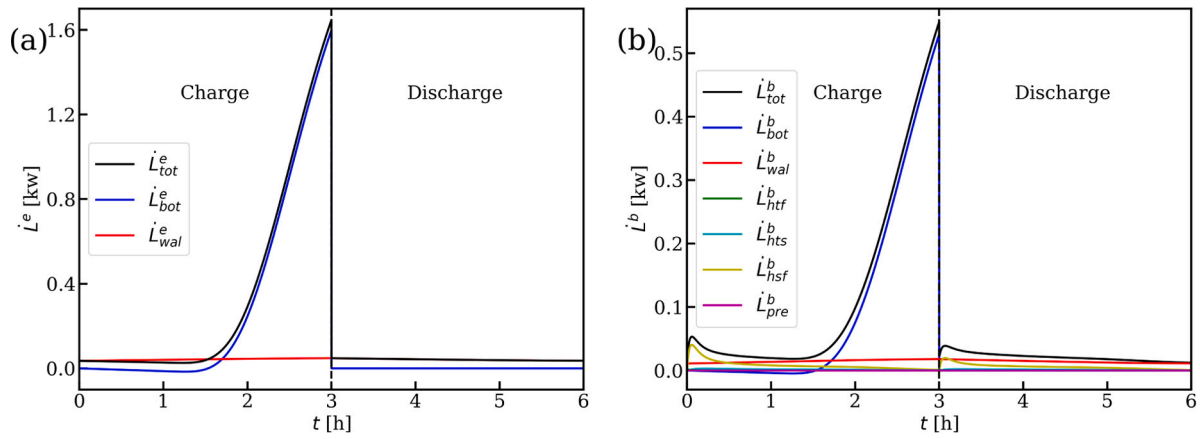 (a)
Charge
Discharge
L̇ᵉ_tot
L̇ᵉ_bot
L̇ᵉ_wal
L̇ᵉ [kw]
1.6
1.2
0.8
0.4
0.0
0 1 2 3 4 5 6
t [h]
(b)
Charge
Discharge
L̇ᵇ_tot
L̇ᵇ_bot
L̇ᵇ_wal
L̇ᵇ_htf
L̇ᵇ_hts
L̇ᵇ_hsf
L̇ᵇ_pre
L̇ᵇ [kw]
0.5
0.4
0.3
0.2
0.1
0.0
0 1 2 3 4 5 6
t [h]